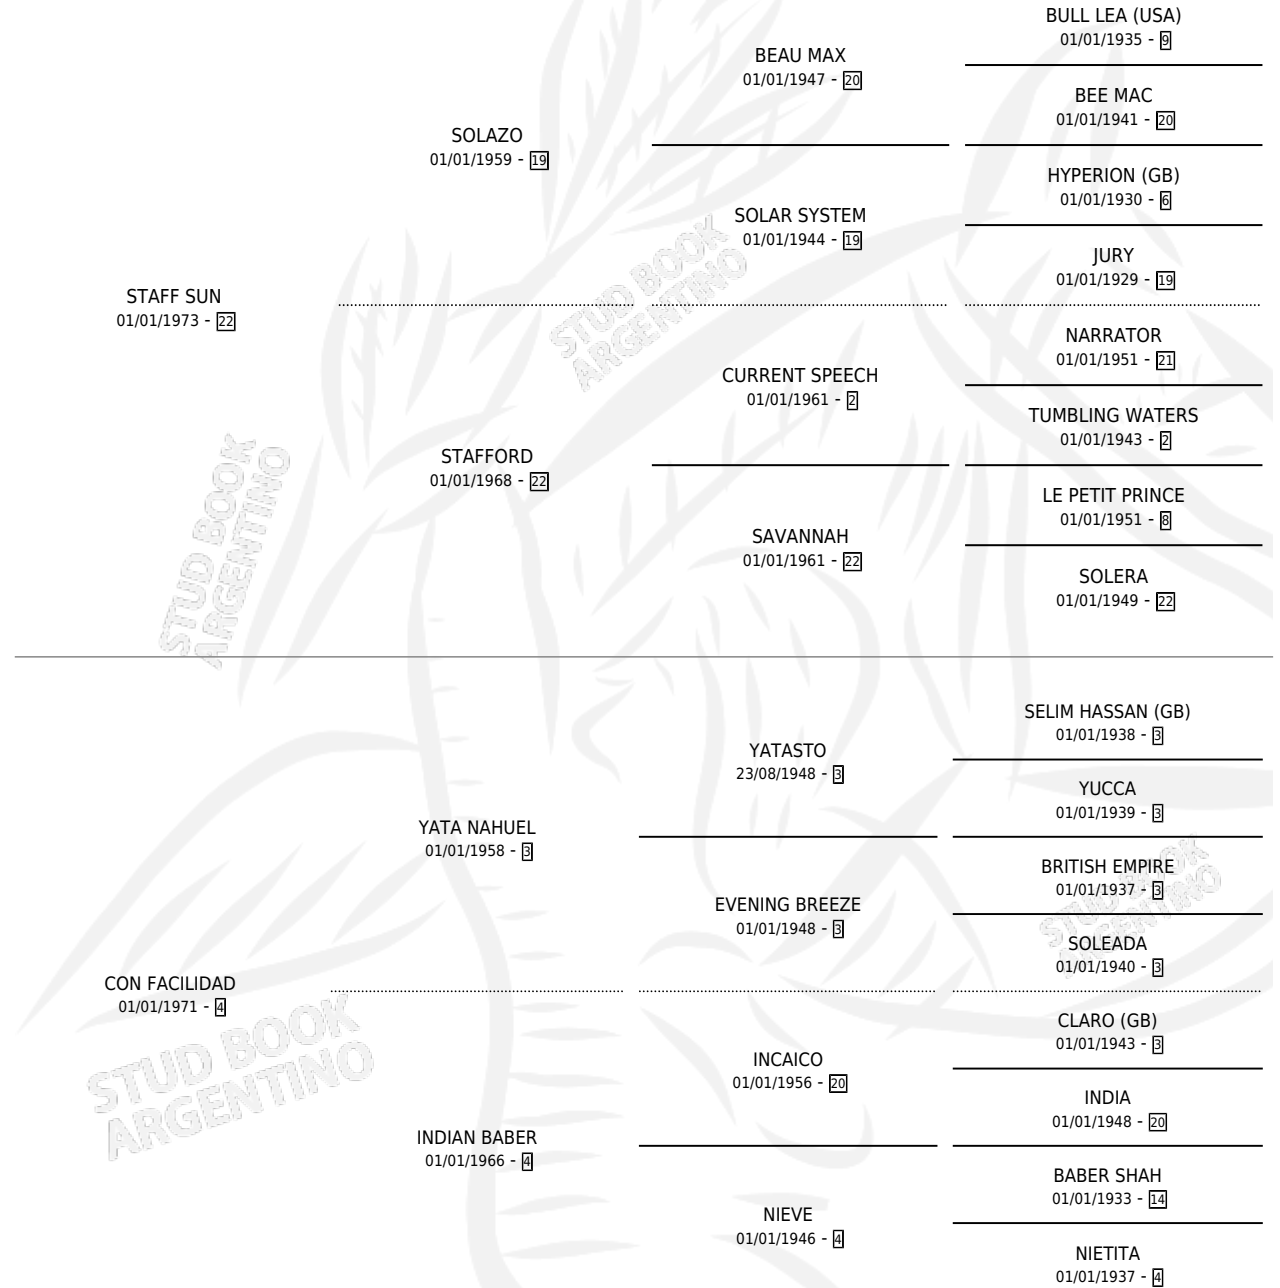 BULL LEA (USA)
01/01/1935 - 9
BEAU MAX
01/01/1947 - 20
BEE MAC
01/01/1941 - 20
SOLAZO
01/01/1959 - 19
HYPERION (GB)
01/01/1930 - 6
SOLAR SYSTEM
01/01/1944 - 19
JURY
01/01/1929 - 19
STAFF SUN
01/01/1973 - 22
NARRATOR
01/01/1951 - 21
CURRENT SPEECH
01/01/1961 - 2
TUMBLING WATERS
01/01/1943 - 2
STAFFORD
01/01/1968 - 22
LE PETIT PRINCE
01/01/1951 - 8
SAVANNAH
01/01/1961 - 22
SOLERA
01/01/1949 - 22
SELIM HASSAN (GB)
01/01/1938 - 3
YATASTO
23/08/1948 - 3
YUCCA
01/01/1939 - 3
YATA NAHUEL
01/01/1958 - 3
BRITISH EMPIRE
01/01/1937 - 3
EVENING BREEZE
01/01/1948 - 3
SOLEADA
01/01/1940 - 3
CON FACILIDAD
01/01/1971 - 4
CLARO (GB)
01/01/1943 - 3
INCAICO
01/01/1956 - 20
INDIA
01/01/1948 - 20
INDIAN BABER
01/01/1966 - 4
BABER SHAH
01/01/1933 - 14
NIEVE
01/01/1946 - 4
NIETITA
01/01/1937 - 4
STUD BOOK
ARGENTINO
STUD BOOK
ARGENTINO
STUD BOOK
ARGENTINO
STUD BOOK
ARGENTINO